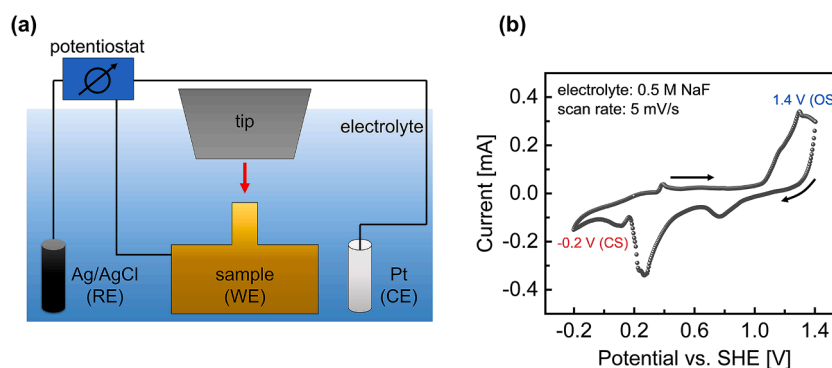 (a)
potentiostat
tip
electrolyte
Ag/AgCl
(RE)
sample
(WE)
Pt
(CE)
(b)
electrolyte: 0.5 M NaF
scan rate: 5 mV/s
1.4 V (OS
-0.2 V (CS)
Current [mA]
0.4
0.2
0.0
-0.2
-0.4
-0.2 0.2 0.6 1.0 1.4
Potential vs. SHE [V]